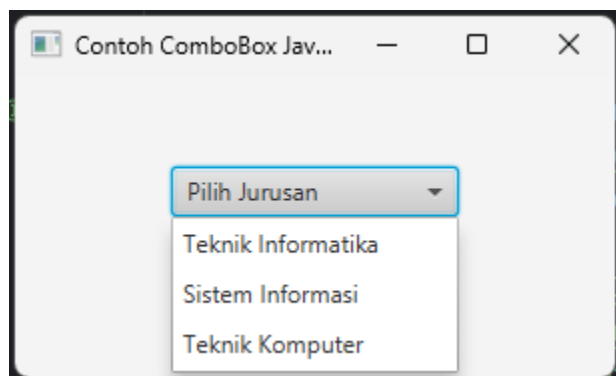 Contoh ComboBox Jav...
Pilih Jurusan
Teknik Informatika
Sistem Informasi
Teknik Komputer